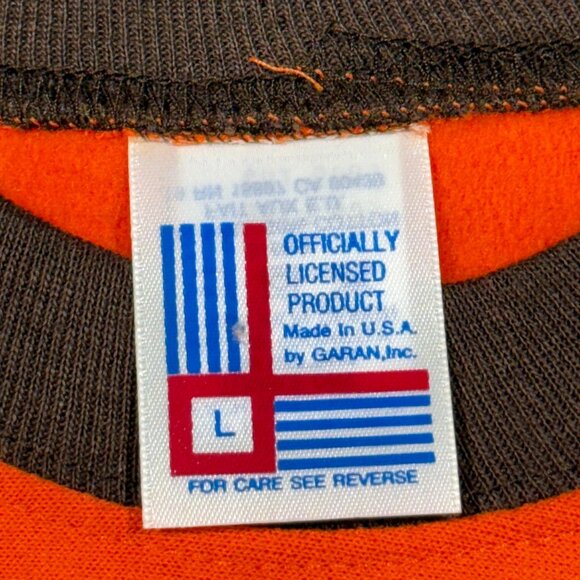 OFFICIALLY
LICENSED
PRODUCT
Made in U.S.A.
by GARAN,Inc.
L
FOR CARE SEE REVERSE